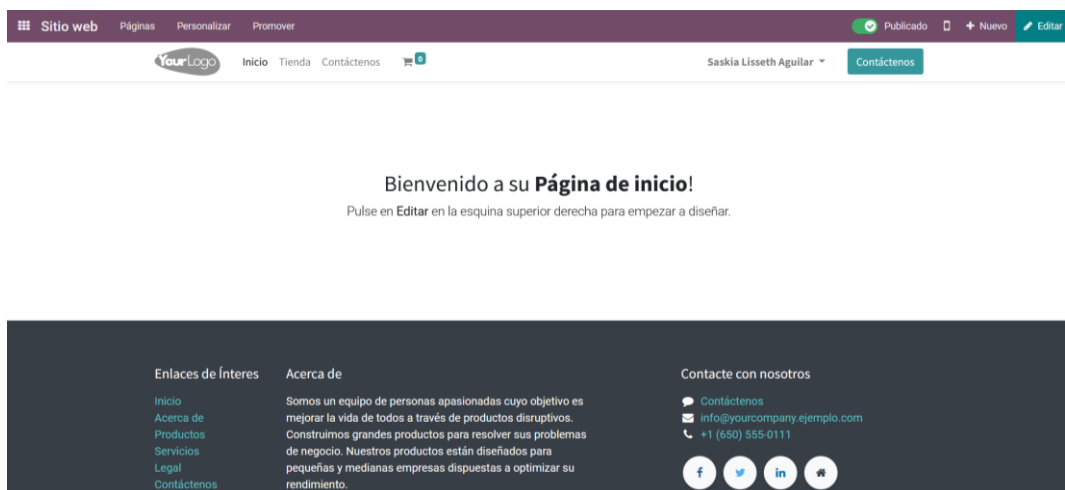 Sitio web Páginas Personalizar Promover Publicado + Nuevo Editar
YourLogo Inicio Tienda Contáctenos 0 Saskia Lisseth Aguilar Contáctenos
Bienvenido a su Página de inicio!
Pulse en Editar en la esquina superior derecha para empezar a diseñar.
Enlaces de Ínteres
Inicio
Acerca de
Productos
Servicios
Legal
Contáctenos
Acerca de
Somos un equipo de personas apasionadas cuyo objetivo es
mejorar la vida de todos a través de productos disruptivos.
Construimos grandes productos para resolver sus problemas
de negocio. Nuestros productos están diseñados para
pequeñas y medianas empresas dispuestas a optimizar su
rendimiento.
Contacte con nosotros
Contáctenos
info@yourcompany.ejemplo.com
+1 (650) 555-0111